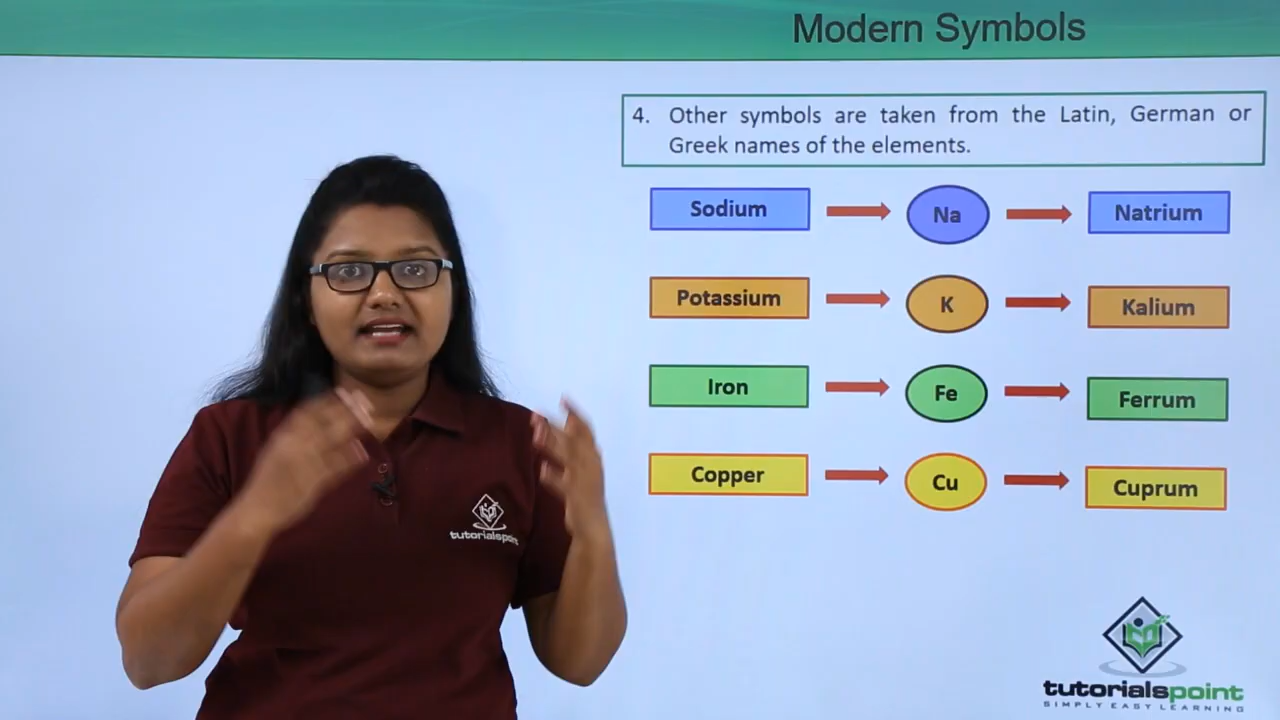 Modern Symbols
4. Other symbols are taken from the Latin, German or
Greek names of the elements.
Sodium Na Natrium
Potassium K Kalium
Iron Fe Ferrum
Copper Cu Cuprum
tutorialspoint
tutorialspoint
SIMPLY EASY LEARNING